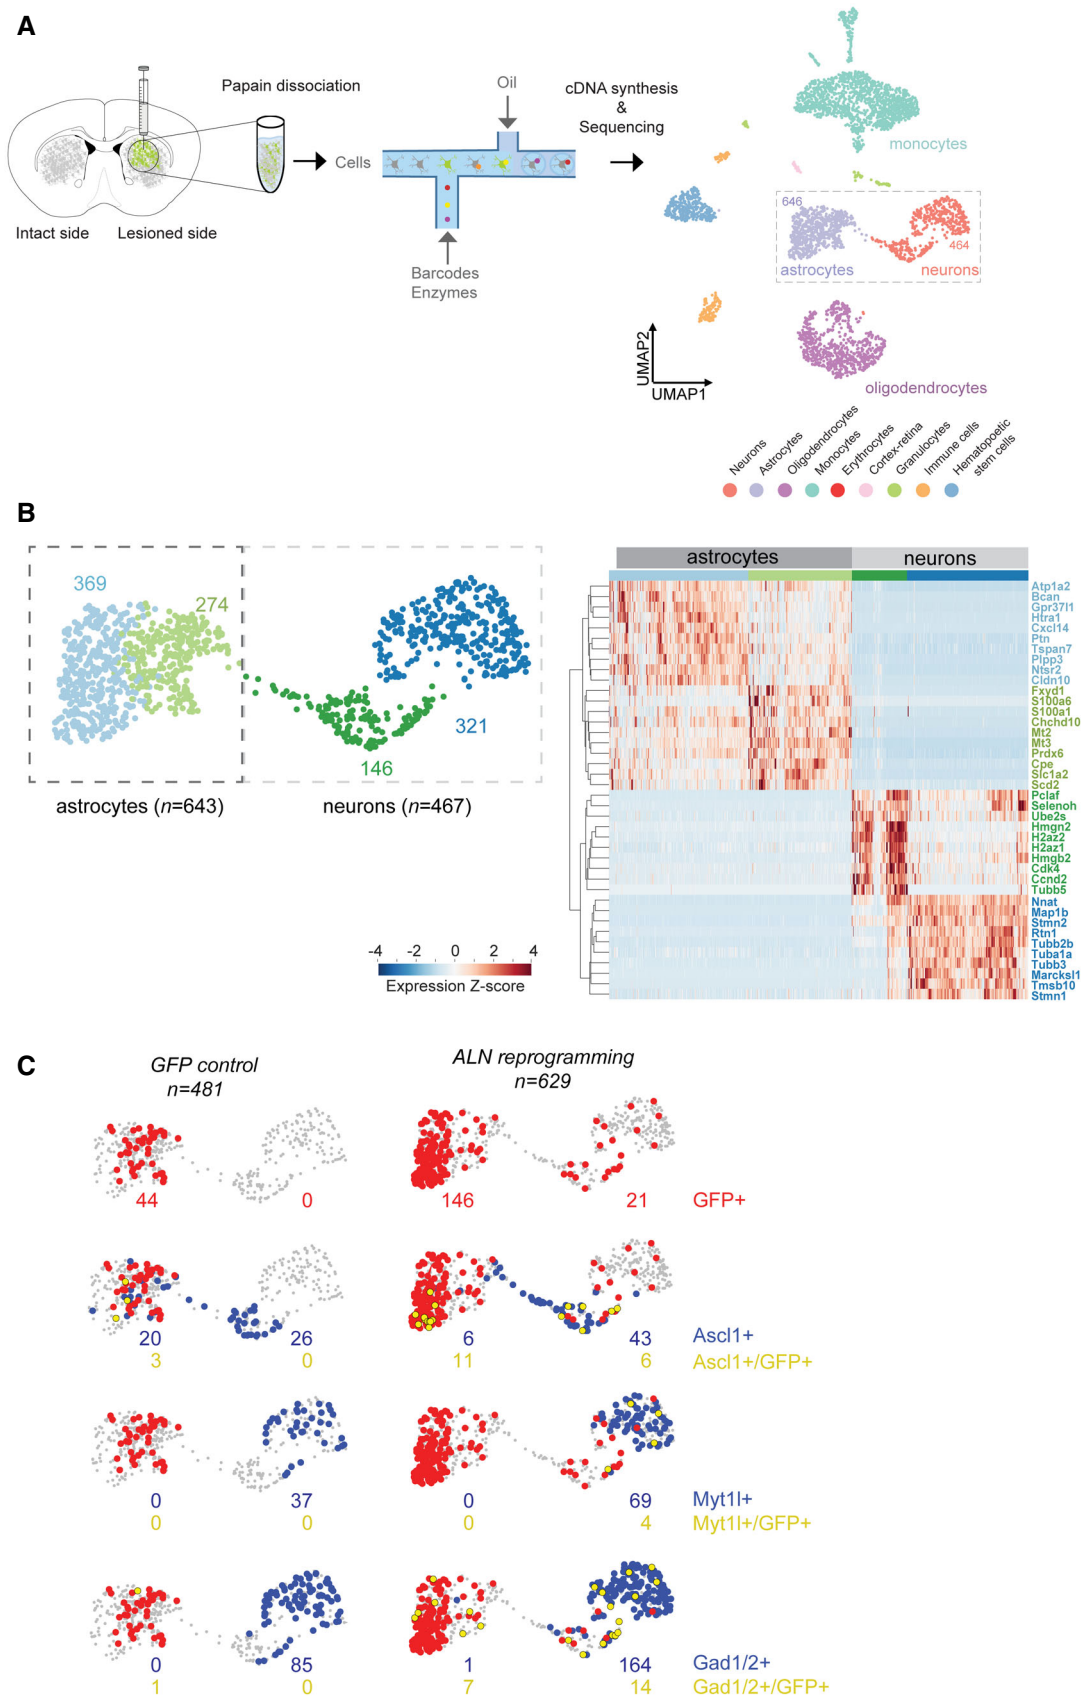 A
Papain dissociation
Oil
cDNA synthesis
&
Sequencing
Cells
Intact side
Lesioned side
Barcodes
Enzymes
monocytes
646
464
astrocytes
neurons
oligodendrocytes
UMAP2
UMAP1
Neurons
Astrocytes
Oligodendrocytes
Monocytes
Erythrocytes
Cortex-retina
Granulocytes
Immune cells
Hematopoetic
stem cells
B
369
274
321
146
astrocytes (n=643)
neurons (n=467)
astrocytes
neurons
Atp1a2
Bcan
Gpr37l1
Htra1
Cxcl14
Ptn
Tspan7
Plpp3
Ntsr2
Cldn10
Fxyd1
S100a6
S100a1
Chchd10
Mt2
Mt3
Prdx6
Cpe
Slc1a2
Scd2
Pclaf
Selenoh
Ube2s
Hmgn2
H2az2
H2az1
Hmgb2
Cdk4
Ccnd2
Tubb5
Nnat
Map1b
Stmn2
Rtn1
Tubb2b
Tuba1a
Tubb3
Marcksl1
Tmsb10
Stmn1
-4 -2 0 2 4
Expression Z-score
C
GFP control
n=481
ALN reprogramming
n=629
44 0 146 21 GFP+
20 26 6 43 Ascl1+
3 0 11 6 Ascl1+/GFP+
0 37 0 69 Myt1l+
0 0 0 4 Myt1l+/GFP+
0 85 1 164 Gad1/2+
1 0 7 14 Gad1/2+/GFP+